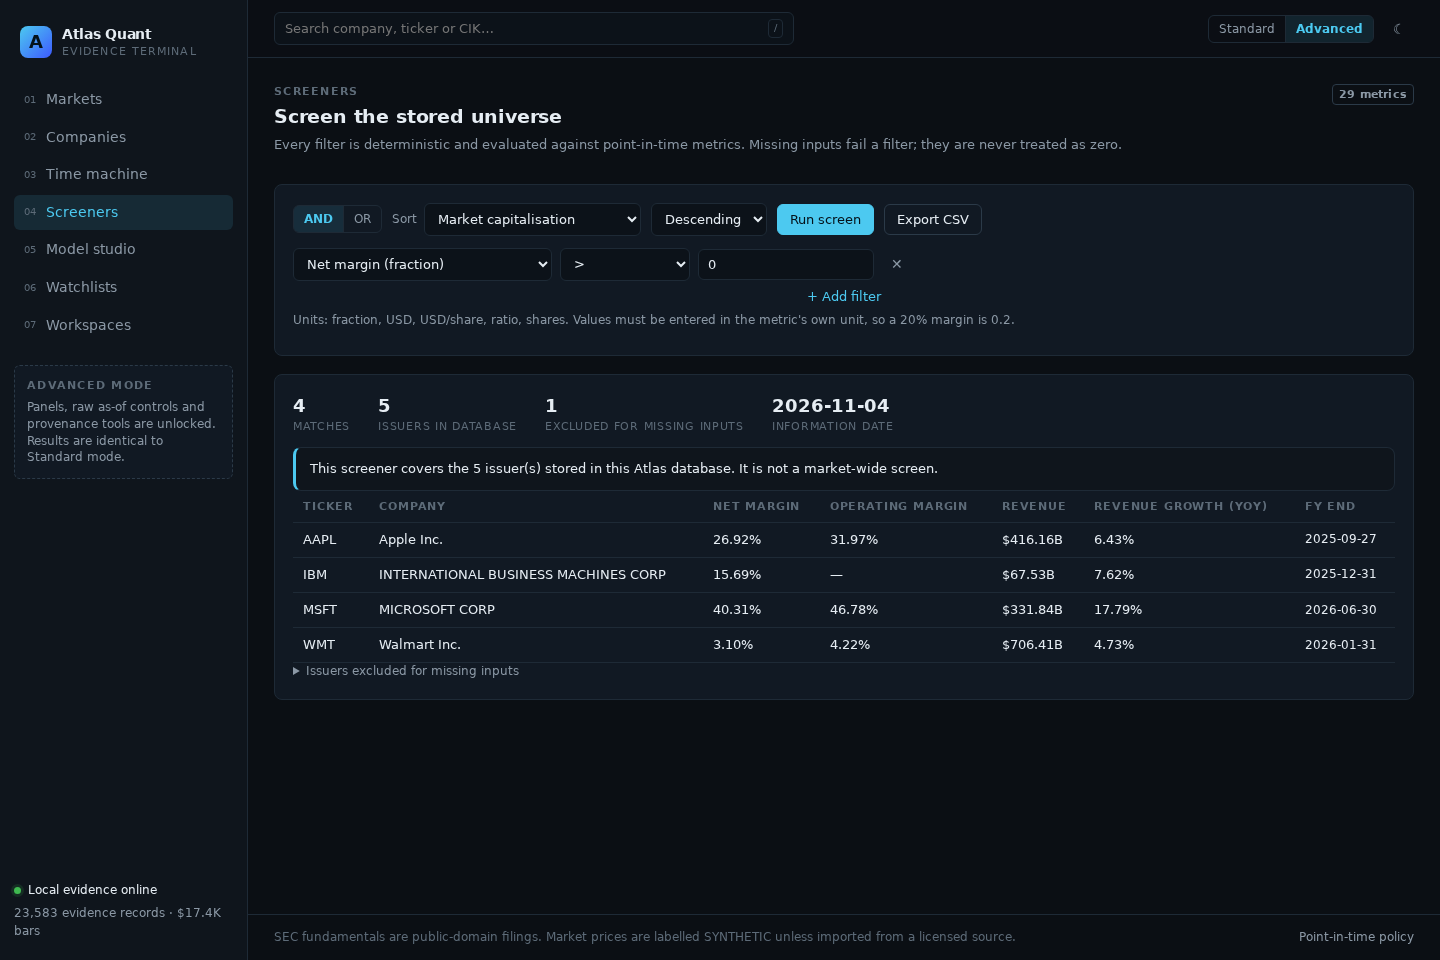 A
Atlas Quant
EVIDENCE TERMINAL
01 Markets
02 Companies
03 Time machine
04 Screeners
05 Model studio
06 Watchlists
07 Workspaces
ADVANCED MODE
Panels, raw as-of controls and
provenance tools are unlocked.
Results are identical to
Standard mode.
Local evidence online
23,583 evidence records · $17.4K
bars
Search company, ticker or CIK... /
Standard Advanced ☾
SCREENERS
29 metrics
Screen the stored universe
Every filter is deterministic and evaluated against point-in-time metrics. Missing inputs fail a filter; they are never treated as zero.
AND OR Sort Market capitalisation Descending Run screen Export CSV
Net margin (fraction) > 0 ✕
+ Add filter
Units: fraction, USD, USD/share, ratio, shares. Values must be entered in the metric's own unit, so a 20% margin is 0.2.
4 5 1 2026-11-04
MATCHES ISSUERS IN DATABASE EXCLUDED FOR MISSING INPUTS INFORMATION DATE
This screener covers the 5 issuer(s) stored in this Atlas database. It is not a market-wide screen.
TICKER COMPANY NET MARGIN OPERATING MARGIN REVENUE REVENUE GROWTH (YOY) FY END
AAPL Apple Inc. 26.92% 31.97% $416.16B 6.43% 2025-09-27
IBM INTERNATIONAL BUSINESS MACHINES CORP 15.69% — $67.53B 7.62% 2025-12-31
MSFT MICROSOFT CORP 40.31% 46.78% $331.84B 17.79% 2026-06-30
WMT Walmart Inc. 3.10% 4.22% $706.41B 4.73% 2026-01-31
▶ Issuers excluded for missing inputs
SEC fundamentals are public-domain filings. Market prices are labelled SYNTHETIC unless imported from a licensed source.
Point-in-time policy